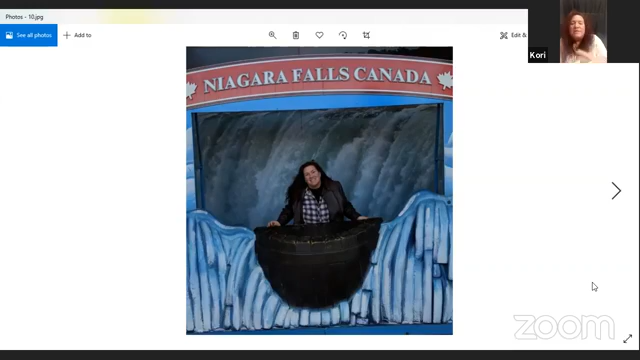 Photos - 10.jpg
See all photos
Add to
Edit &
Kori
NIAGARA FALLS CANADA
zoom